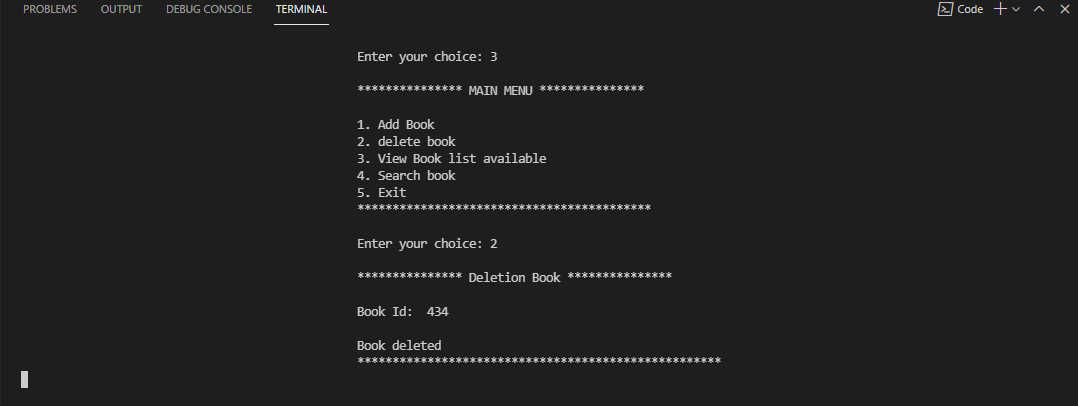 PROBLEMS OUTPUT DEBUG CONSOLE TERMINAL Code
Enter your choice: 3
*************** MAIN MENU ***************
1. Add Book
2. delete book
3. View Book list available
4. Search book
5. Exit
******************************************
Enter your choice: 2
*************** Deletion Book ***************
Book Id:  434
Book deleted
****************************************************